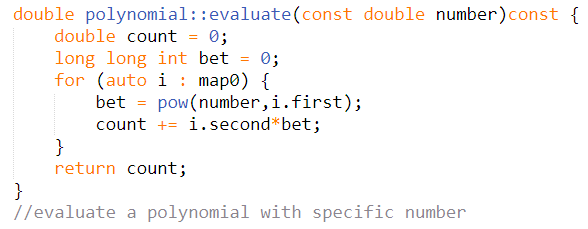 double polynomial::evaluate(const double number)const {
    double count = 0;
    long long int bet = 0;
    for (auto i : map0) {
        bet = pow(number,i.first);
        count += i.second*bet;
    }
    return count;
}
//evaluate a polynomial with specific number